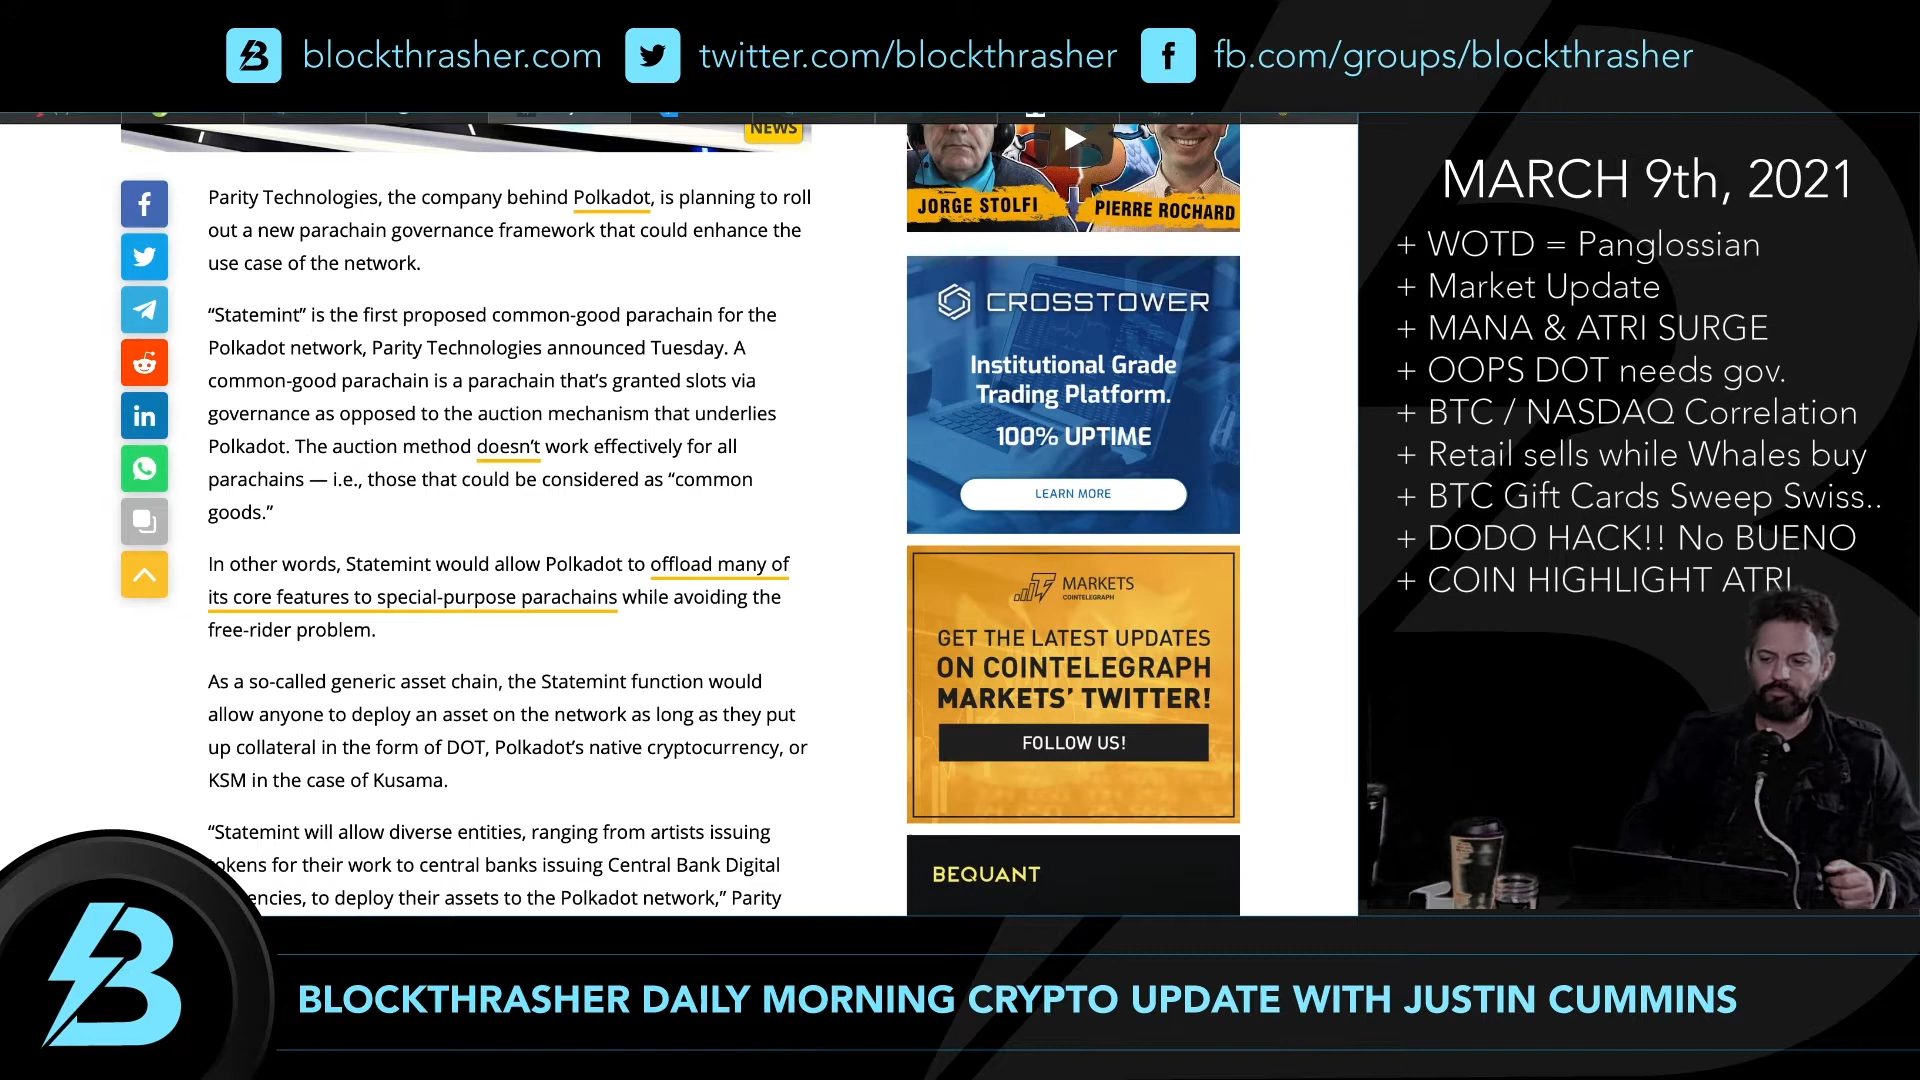 blockthrasher.com
twitter.com/blockthrasher
fb.com/groups/blockthrasher
NEWS
Parity Technologies, the company behind Polkadot, is planning to roll
out a new parachain governance framework that could enhance the
use case of the network.
“Statemint” is the first proposed common-good parachain for the
Polkadot network, Parity Technologies announced Tuesday. A
common-good parachain is a parachain that’s granted slots via
governance as opposed to the auction mechanism that underlies
Polkadot. The auction method doesn’t work effectively for all
parachains — i.e., those that could be considered as “common
goods.”
In other words, Statemint would allow Polkadot to offload many of
its core features to special-purpose parachains while avoiding the
free-rider problem.
As a so-called generic asset chain, the Statemint function would
allow anyone to deploy an asset on the network as long as they put
up collateral in the form of DOT, Polkadot’s native cryptocurrency, or
KSM in the case of Kusama.
“Statemint will allow diverse entities, ranging from artists issuing
okens for their work to central banks issuing Central Bank Digital
encies, to deploy their assets to the Polkadot network,” Parity
JORGE STOLFI
PIERRE ROCHARD
CROSSTOWER
Institutional Grade
Trading Platform.
100% UPTIME
LEARN MORE
MARKETS
COINTELEGRAPH
GET THE LATEST UPDATES
ON COINTELEGRAPH
MARKETS’ TWITTER!
FOLLOW US!
BEQUANT
MARCH 9th, 2021
+ WOTD = Panglossian
+ Market Update
+ MANA & ATRI SURGE
+ OOPS DOT needs gov.
+ BTC / NASDAQ Correlation
+ Retail sells while Whales buy
+ BTC Gift Cards Sweep Swiss..
+ DODO HACK!! No BUENO
+ COIN HIGHLIGHT ATRI
B
BLOCKTHRASHER DAILY MORNING CRYPTO UPDATE WITH JUSTIN CUMMINS